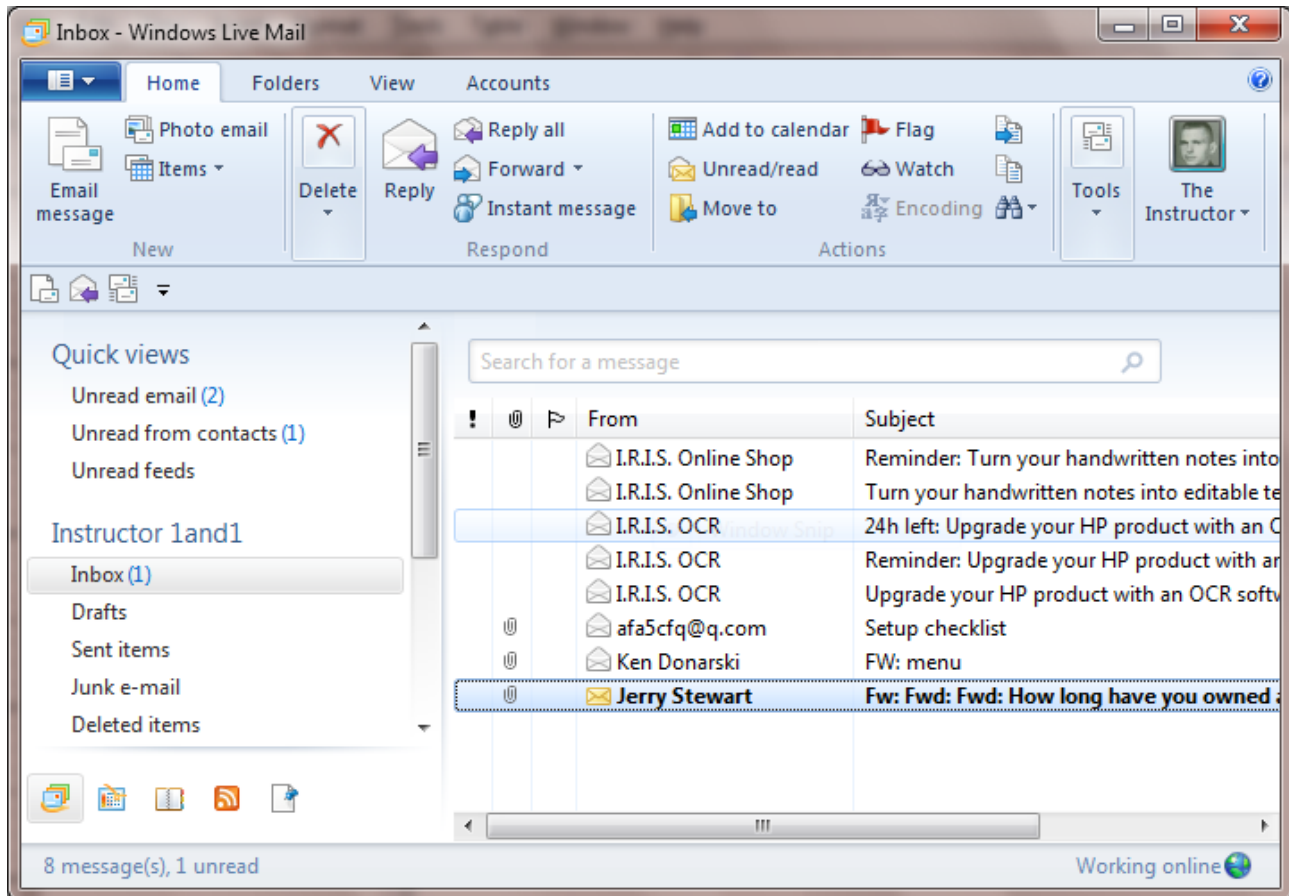 Inbox - Windows Live Mail
Home Folders View Accounts
Photo email Reply all Add to calendar Flag
Items Forward Unread/read Watch
Email message Delete Reply Instant message Move to Encoding Tools The Instructor
New Respond Actions
Quick views
Search for a message
Unread email (2)
Unread from contacts (1)
! From Subject
Unread feeds
I.R.I.S. Online Shop Reminder: Turn your handwritten notes into
I.R.I.S. Online Shop Turn your handwritten notes into editable te
Instructor 1and1
I.R.I.S. OCR Window Snip 24h left: Upgrade your HP product with an O
Inbox (1)
I.R.I.S. OCR Reminder: Upgrade your HP product with an
I.R.I.S. OCR Upgrade your HP product with an OCR softw
Drafts
afa5cfq@q.com Setup checklist
Sent items
Ken Donarski FW: menu
Junk e-mail
Jerry Stewart Fw: Fwd: Fwd: How long have you owned a
Deleted items
8 message(s), 1 unread Working online